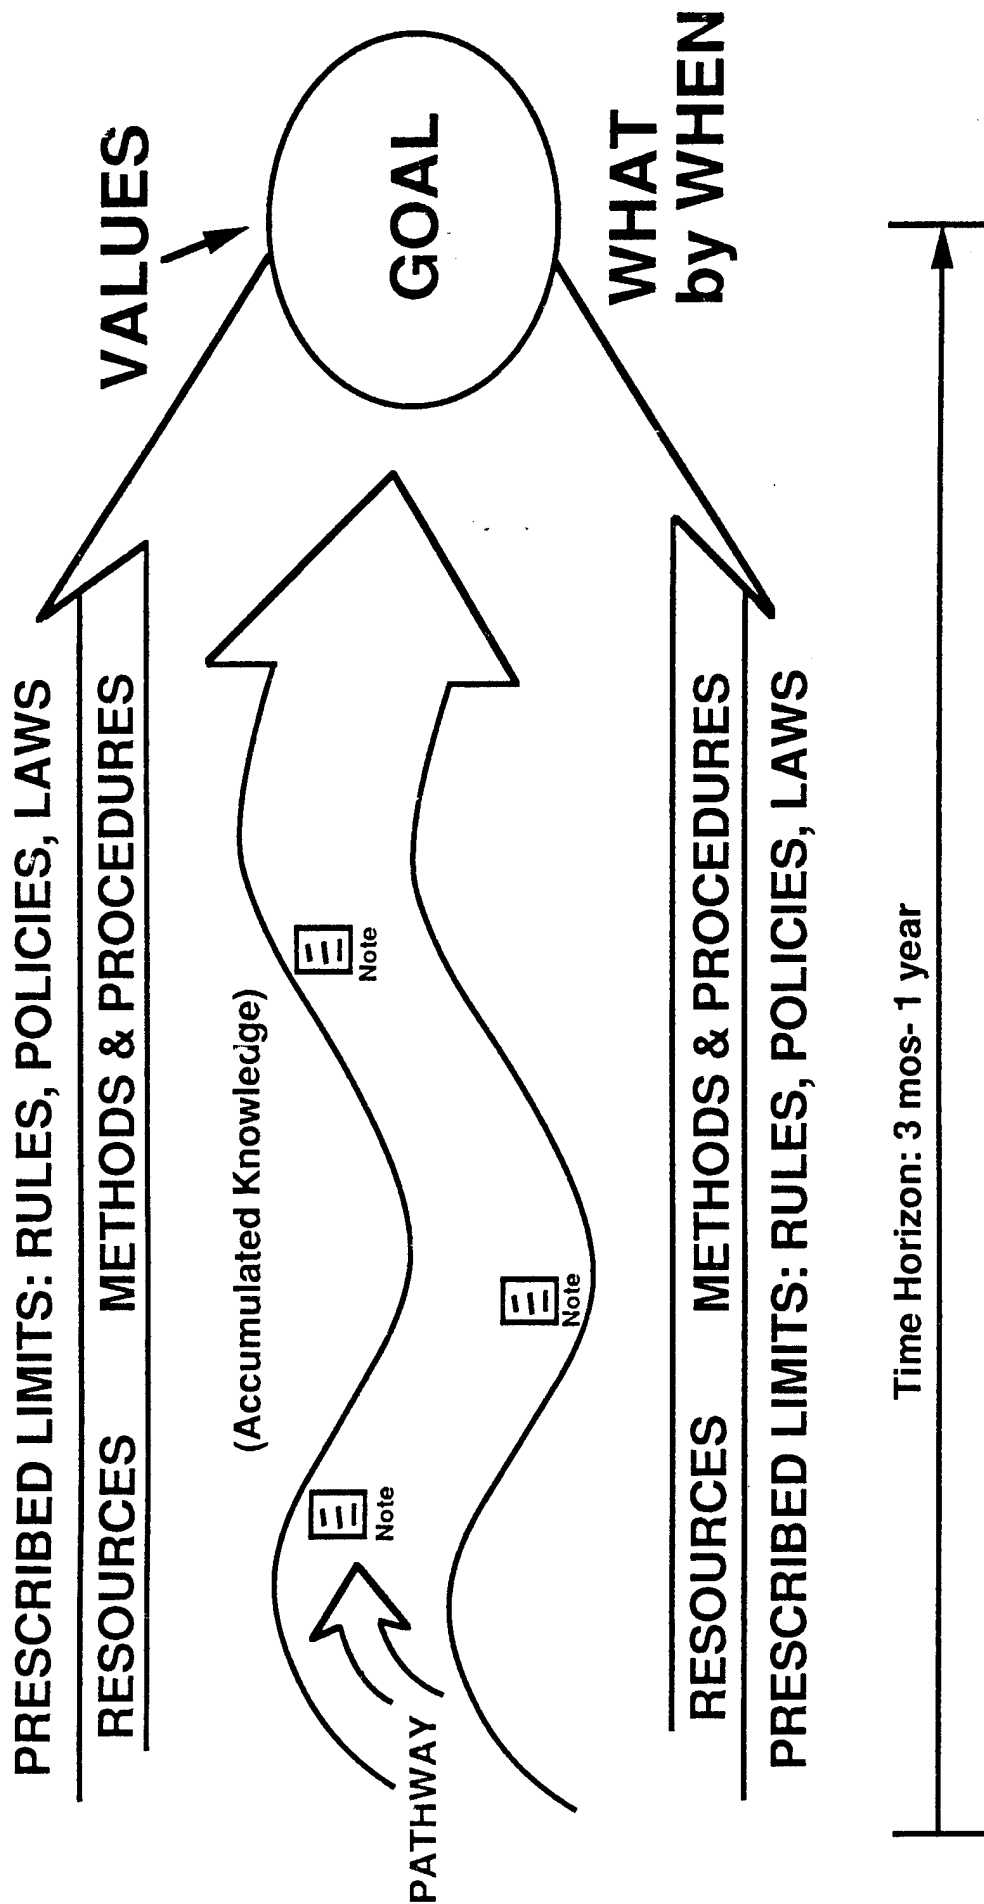 PRESCRIBED LIMITS: RULES, POLICIES, LAWS
RESOURCES METHODS & PROCEDURES
VALUES
(Accumulated Knowledge)
Note
Note
Note
PATHWAY
GOAL
WHAT
by WHEN
RESOURCES METHODS & PROCEDURES
PRESCRIBED LIMITS: RULES, POLICIES, LAWS
Time Horizon: 3 mos- 1 year